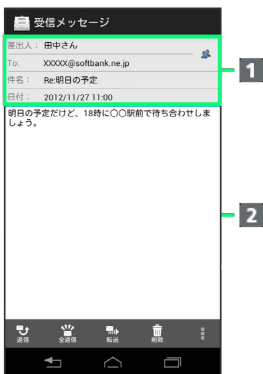 受信メッセージ
差出人： 田中さん
To: XXXXX@softbank.ne.jp
件名： Re:明日の予定
日付： 2012/11/27 11:00
1
明日の予定だけど、18時に〇〇駅前で待ち合わせしま
しょう。
2
返信 全返信 転送 削除